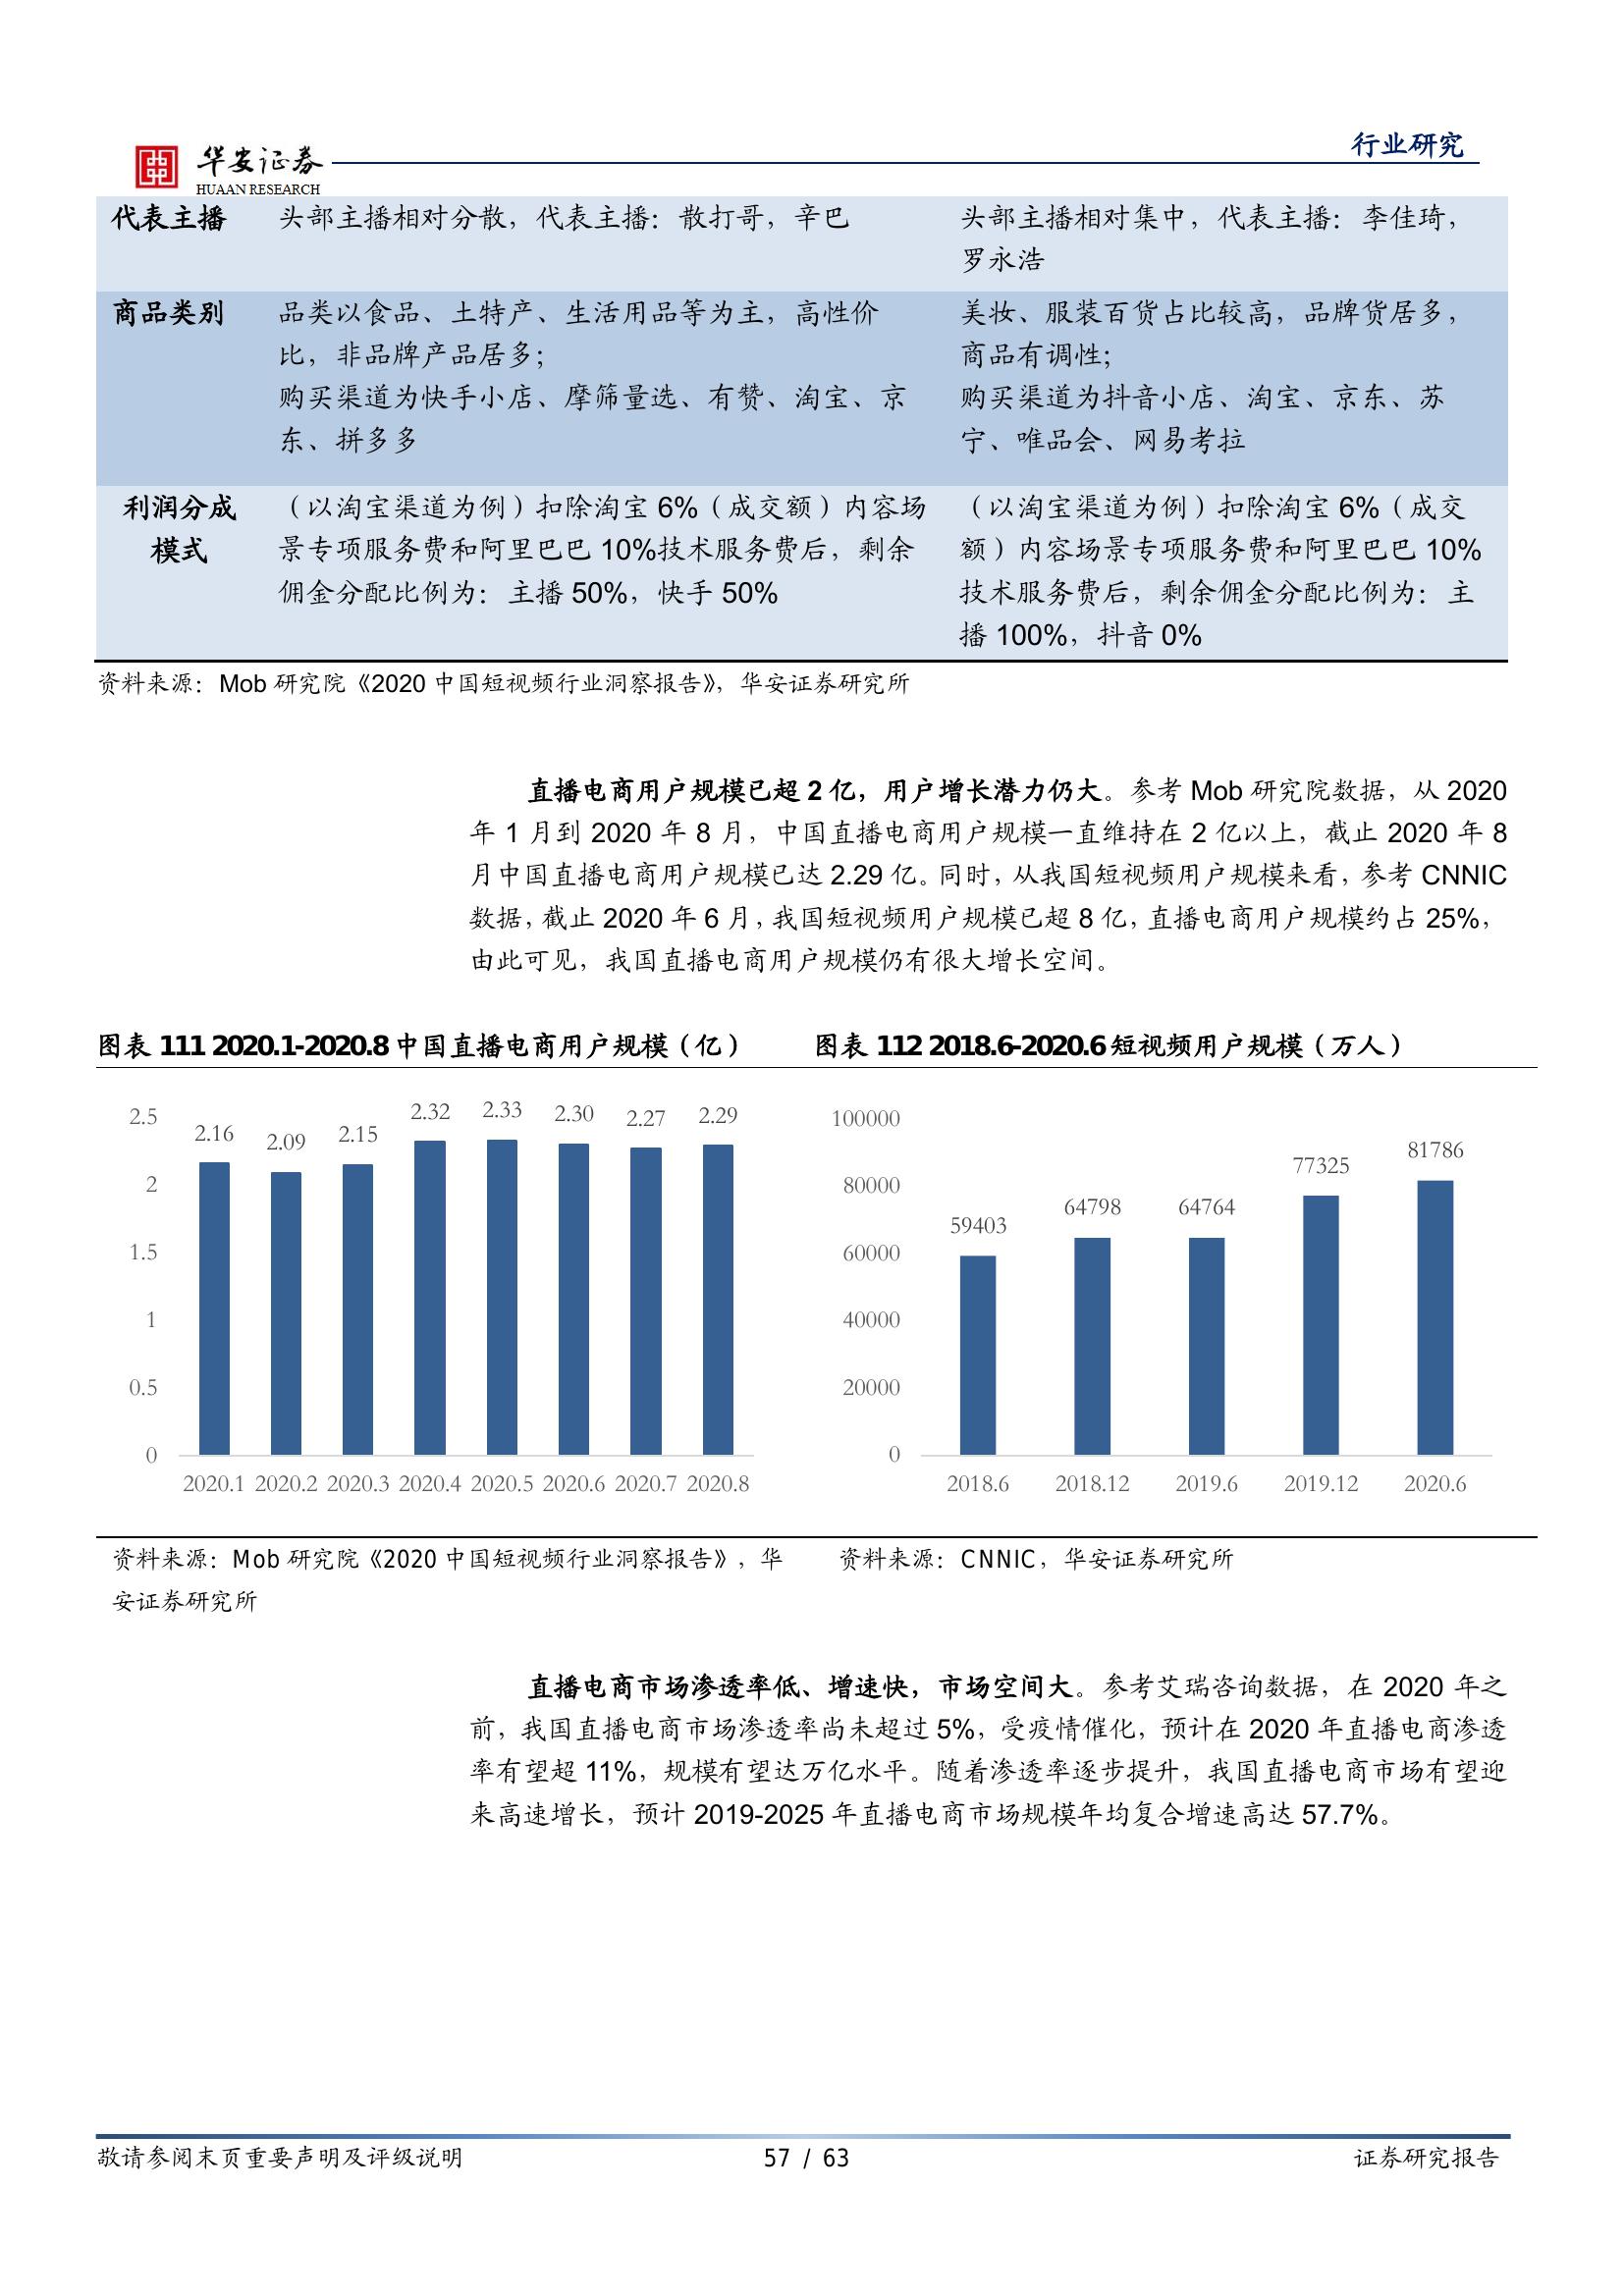 华安证券
HUAAN RESEARCH
行业研究
代表主播
头部主播相对分散，代表主播：散打哥，辛巴
头部主播相对集中，代表主播：李佳琦，
罗永浩
商品类别
品类以食品、土特产、生活用品等为主，高性价
比，非品牌产品居多；
购买渠道为快手小店、摩筛量选、有赞、淘宝、京
东、拼多多
美妆、服装百货占比较高，品牌货居多，
商品有调性；
购买渠道为抖音小店、淘宝、京东、苏
宁、唯品会、网易考拉
利润分成
模式
（以淘宝渠道为例）扣除淘宝 6%（成交额）内容场
景专项服务费和阿里巴巴 10%技术服务费后，剩余
佣金分配比例为：主播 50%，快手 50%
（以淘宝渠道为例）扣除淘宝 6%（成交
额）内容场景专项服务费和阿里巴巴 10%
技术服务费后，剩余佣金分配比例为：主
播 100%，抖音 0%
资料来源：Mob 研究院《2020 中国短视频行业洞察报告》，华安证券研究所
直播电商用户规模已超 2 亿，用户增长潜力仍大。参考 Mob 研究院数据，从 2020
年 1 月到 2020 年 8 月，中国直播电商用户规模一直维持在 2 亿以上，截止 2020 年 8
月中国直播电商用户规模已达 2.29 亿。同时，从我国短视频用户规模来看，参考 CNNIC
数据，截止 2020 年 6 月，我国短视频用户规模已超 8 亿，直播电商用户规模约占 25%，
由此可见，我国直播电商用户规模仍有很大增长空间。
图表 111 2020.1-2020.8 中国直播电商用户规模（亿）
2.5
2
1.5
1
0.5
0
2.16
2.09
2.15
2.32
2.33
2.30
2.27
2.29
2020.1 2020.2 2020.3 2020.4 2020.5 2020.6 2020.7 2020.8
资料来源：Mob 研究院《2020 中国短视频行业洞察报告》，华
安证券研究所
图表 112 2018.6-2020.6 短视频用户规模（万人）
100000
80000
60000
40000
20000
0
59403
64798
64764
77325
81786
2018.6 2018.12 2019.6 2019.12 2020.6
资料来源：CNNIC，华安证券研究所
直播电商市场渗透率低、增速快，市场空间大。参考艾瑞咨询数据，在 2020 年之
前，我国直播电商市场渗透率尚未超过 5%，受疫情催化，预计在 2020 年直播电商渗透
率有望超 11%，规模有望达万亿水平。随着渗透率逐步提升，我国直播电商市场有望迎
来高速增长，预计 2019-2025 年直播电商市场规模年均复合增速高达 57.7%。
敬请参阅末页重要声明及评级说明
57 / 63
证券研究报告